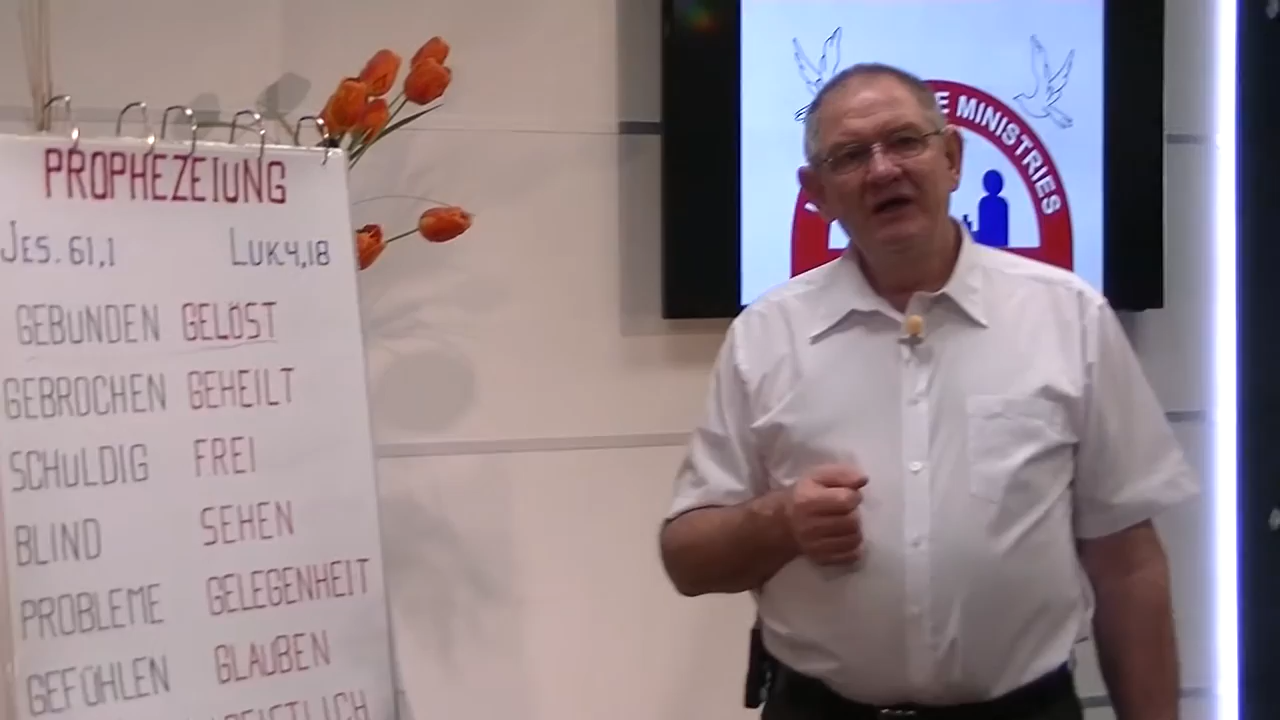 PROPHEZEIUNG
JES. 61,1 LUK 4,18
GEBUNDEN GELÖST
GEBROCHEN GEHEILT
SCHULDIG FREI
BLIND SEHEN
PROBLEME GELEGENHEIT
GEFÜHLEN GLAUBEN
MINISTRIES